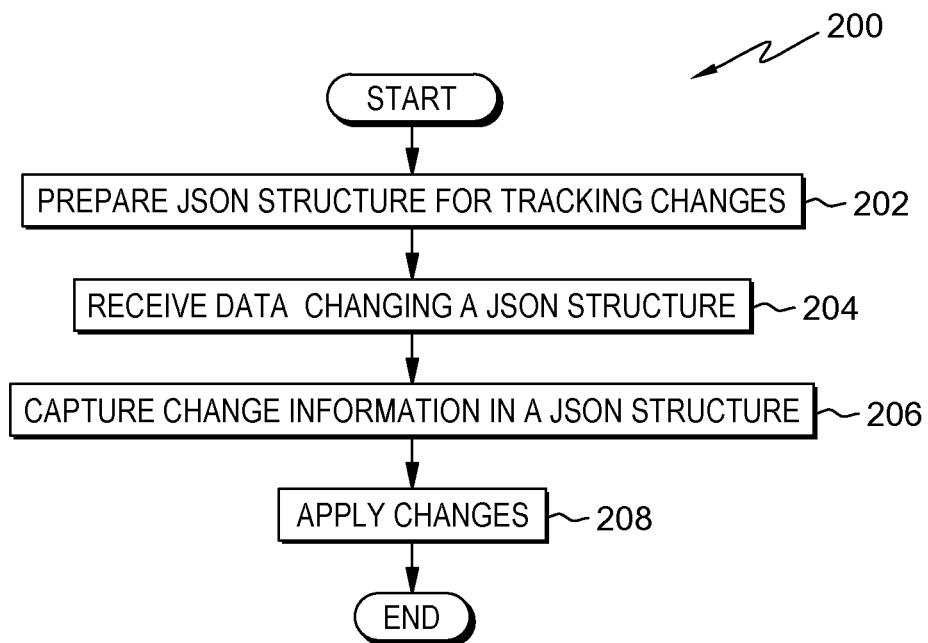 200
START
PREPARE JSON STRUCTURE FOR TRACKING CHANGES
202
RECEIVE DATA CHANGING A JSON STRUCTURE
204
CAPTURE CHANGE INFORMATION IN A JSON STRUCTURE
206
APPLY CHANGES
208
END